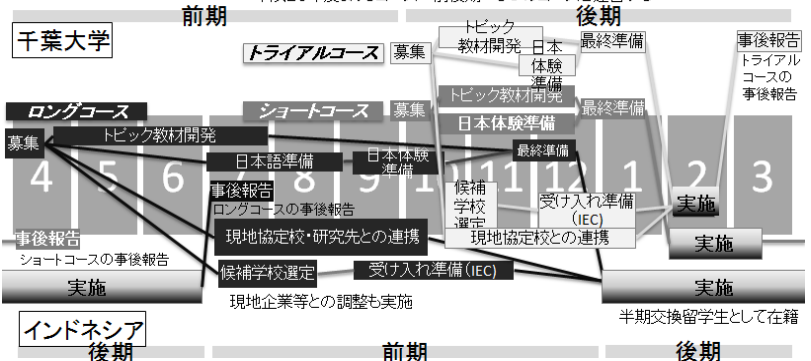 前期
後期
千葉大学
トライアルコース
募集
トピック
教材開発
日本
体験
準備
最終準備
事後報告
トライアル
コースの
事後報告
ロングコース
ショートコース
募集
トピック教材開発
日本体験準備
最終準備
募集
トピック教材開発
日本語準備
日本体験
準備
最終準備
4 5 6 7 8 9 10 11 12 1 2 3
事後報告
ロングコースの事後報告
候補
学校
選定
受け入れ準備
(IEC)
実施
事後報告
ショートコースの事後報告
現地協定校・研究先との連携
現地協定校との連携
実施
実施
候補学校選定
受け入れ準備(IEC)
実施
現地企業等との調整も実施
半期交換留学生として在籍
インドネシア
後期
前期
後期